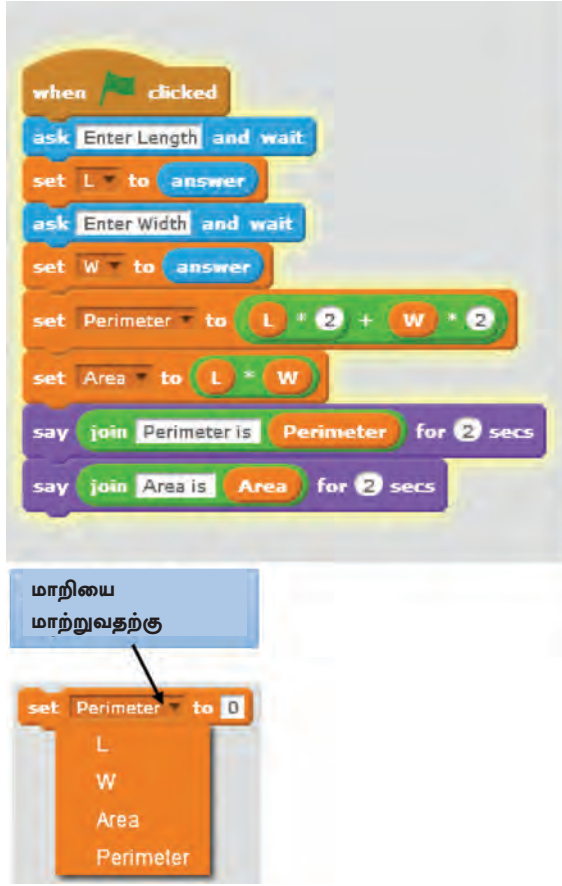 when clicked
ask Enter Length and wait
set L to answer
ask Enter Width and wait
set W to answer
set Perimeter to L * 2 + W * 2
set Area to L * W
say join Perimeter is Perimeter for 2 secs
say join Area is Area for 2 secs
மாறியை
மாற்றுவதற்கு
set Perimeter to 0
L
W
Area
Perimeter